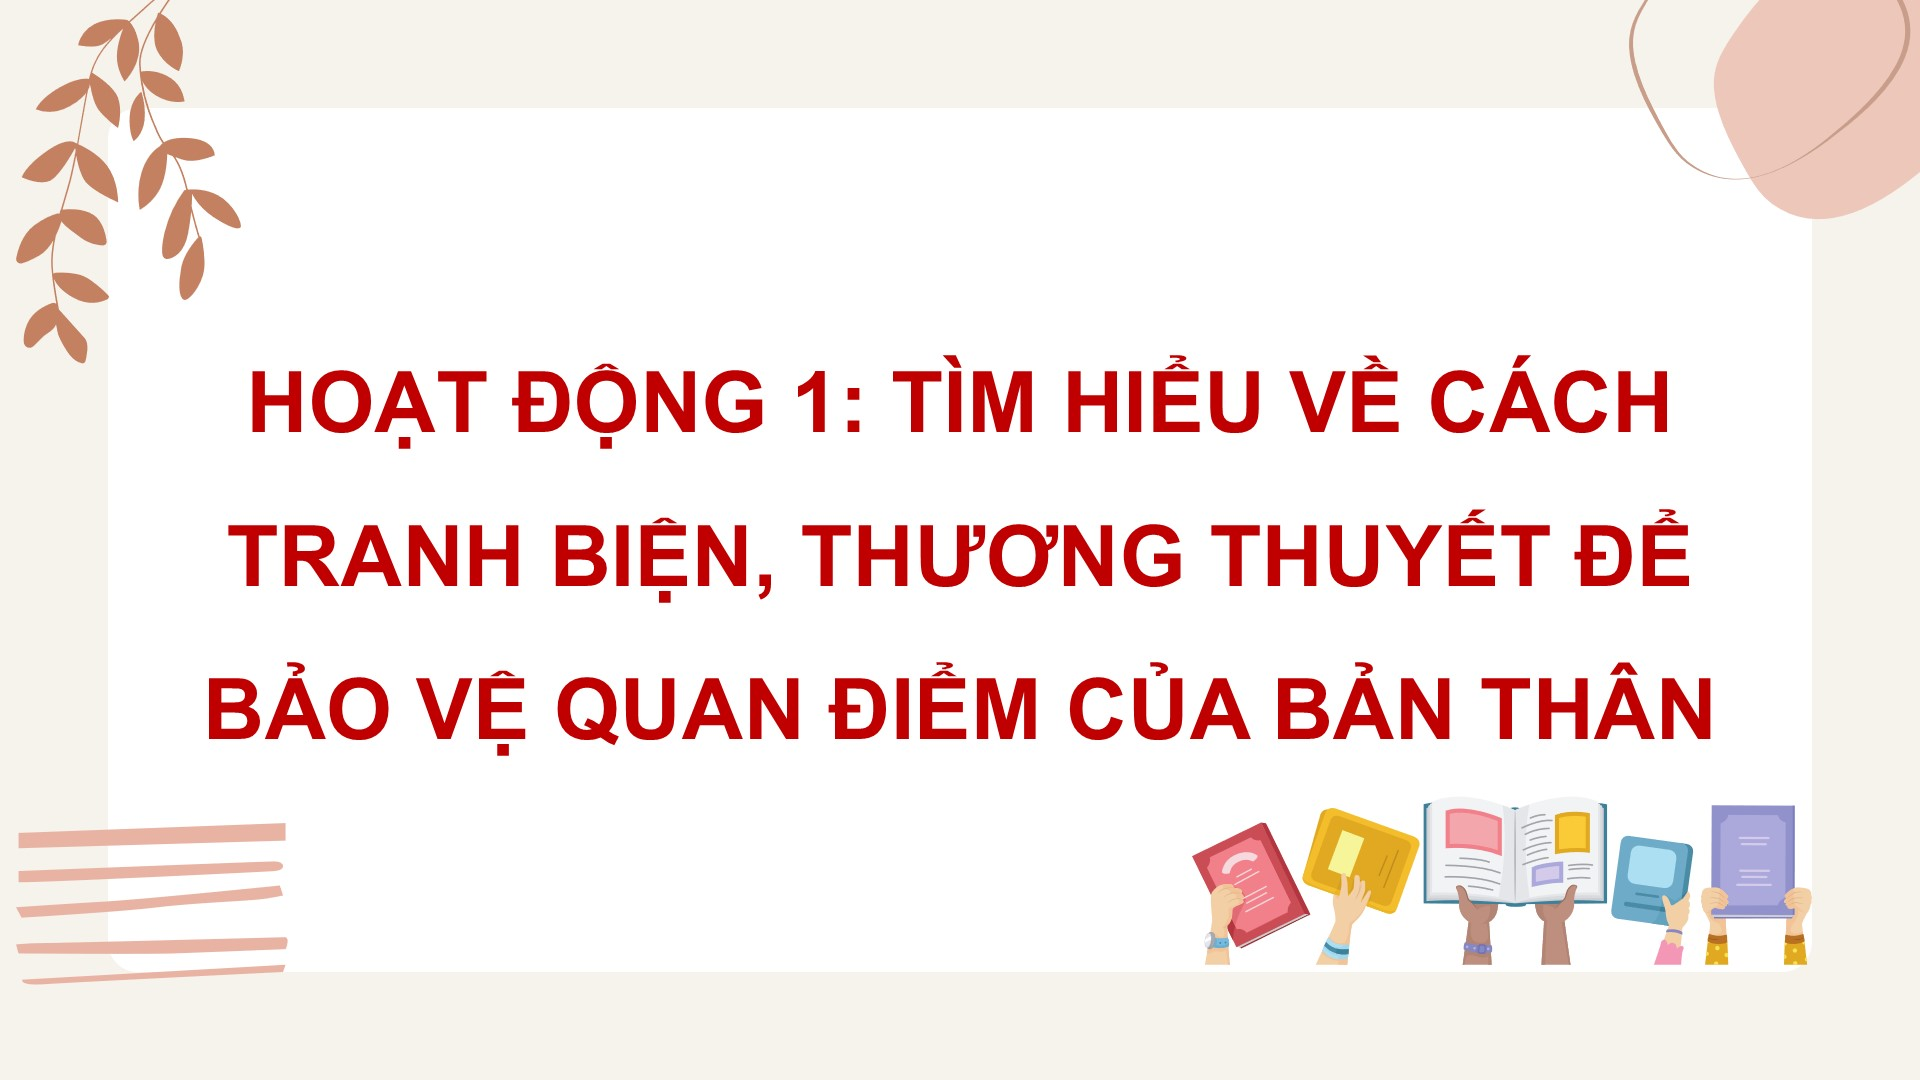 HOẠT ĐỘNG 1: TÌM HIỂU VỀ CÁCH
TRANH BIỆN, THƯƠNG THUYẾT ĐỂ
BẢO VỆ QUAN ĐIỂM CỦA BẢN THÂN